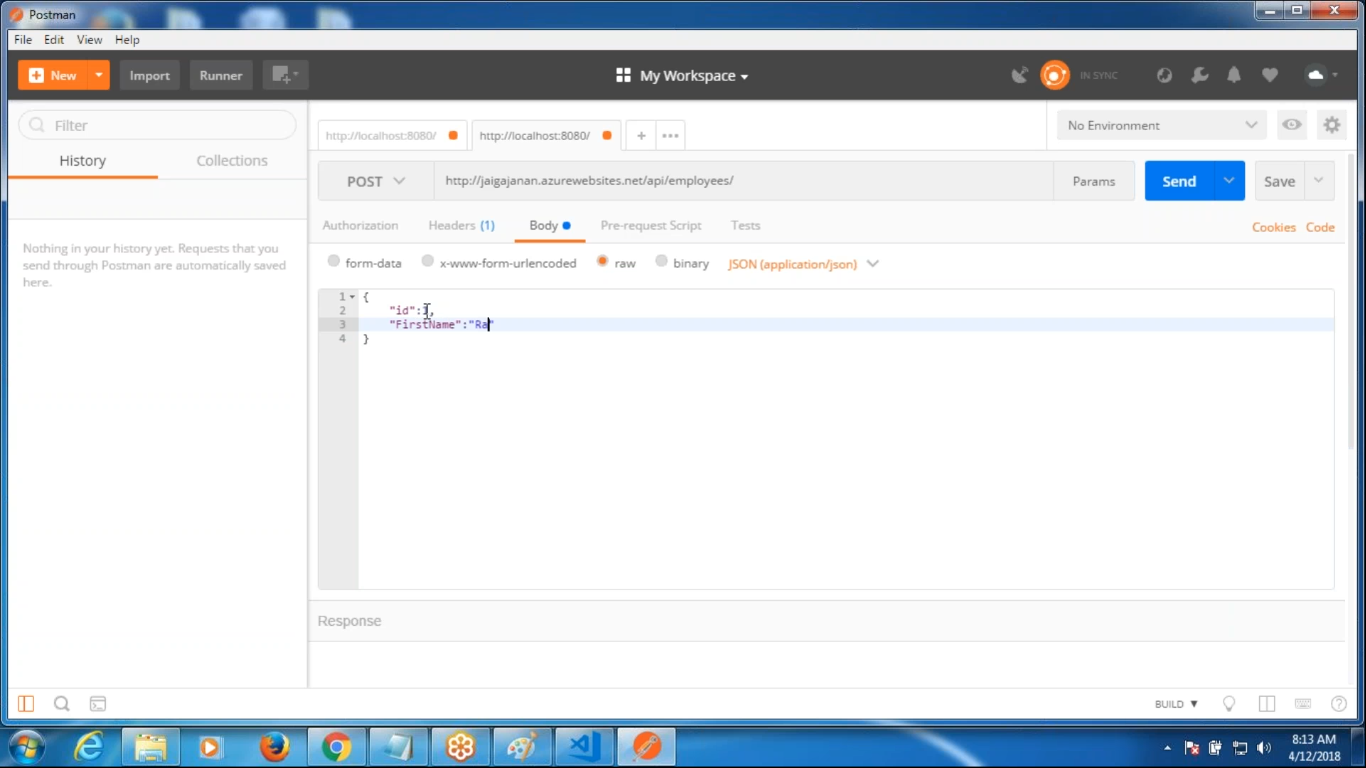 Postman
File Edit View Help
New Import Runner My Workspace IN SYNC
Filter
History Collections
Nothing in your history yet. Requests that you
send through Postman are automatically saved
here.
http://localhost:8080/ http://localhost:8080/ + ••• No Environment
POST http://jaigajanan.azurewebsites.net/api/employees/ Params Send Save
Authorization Headers (1) Body Pre-request Script Tests Cookies Code
form-data x-www-form-urlencoded raw binary JSON (application/json)
1 {
2 "id": ,
3 "FirstName":"Ra"
4 }
Response
BUILD
8:13 AM
4/12/2018